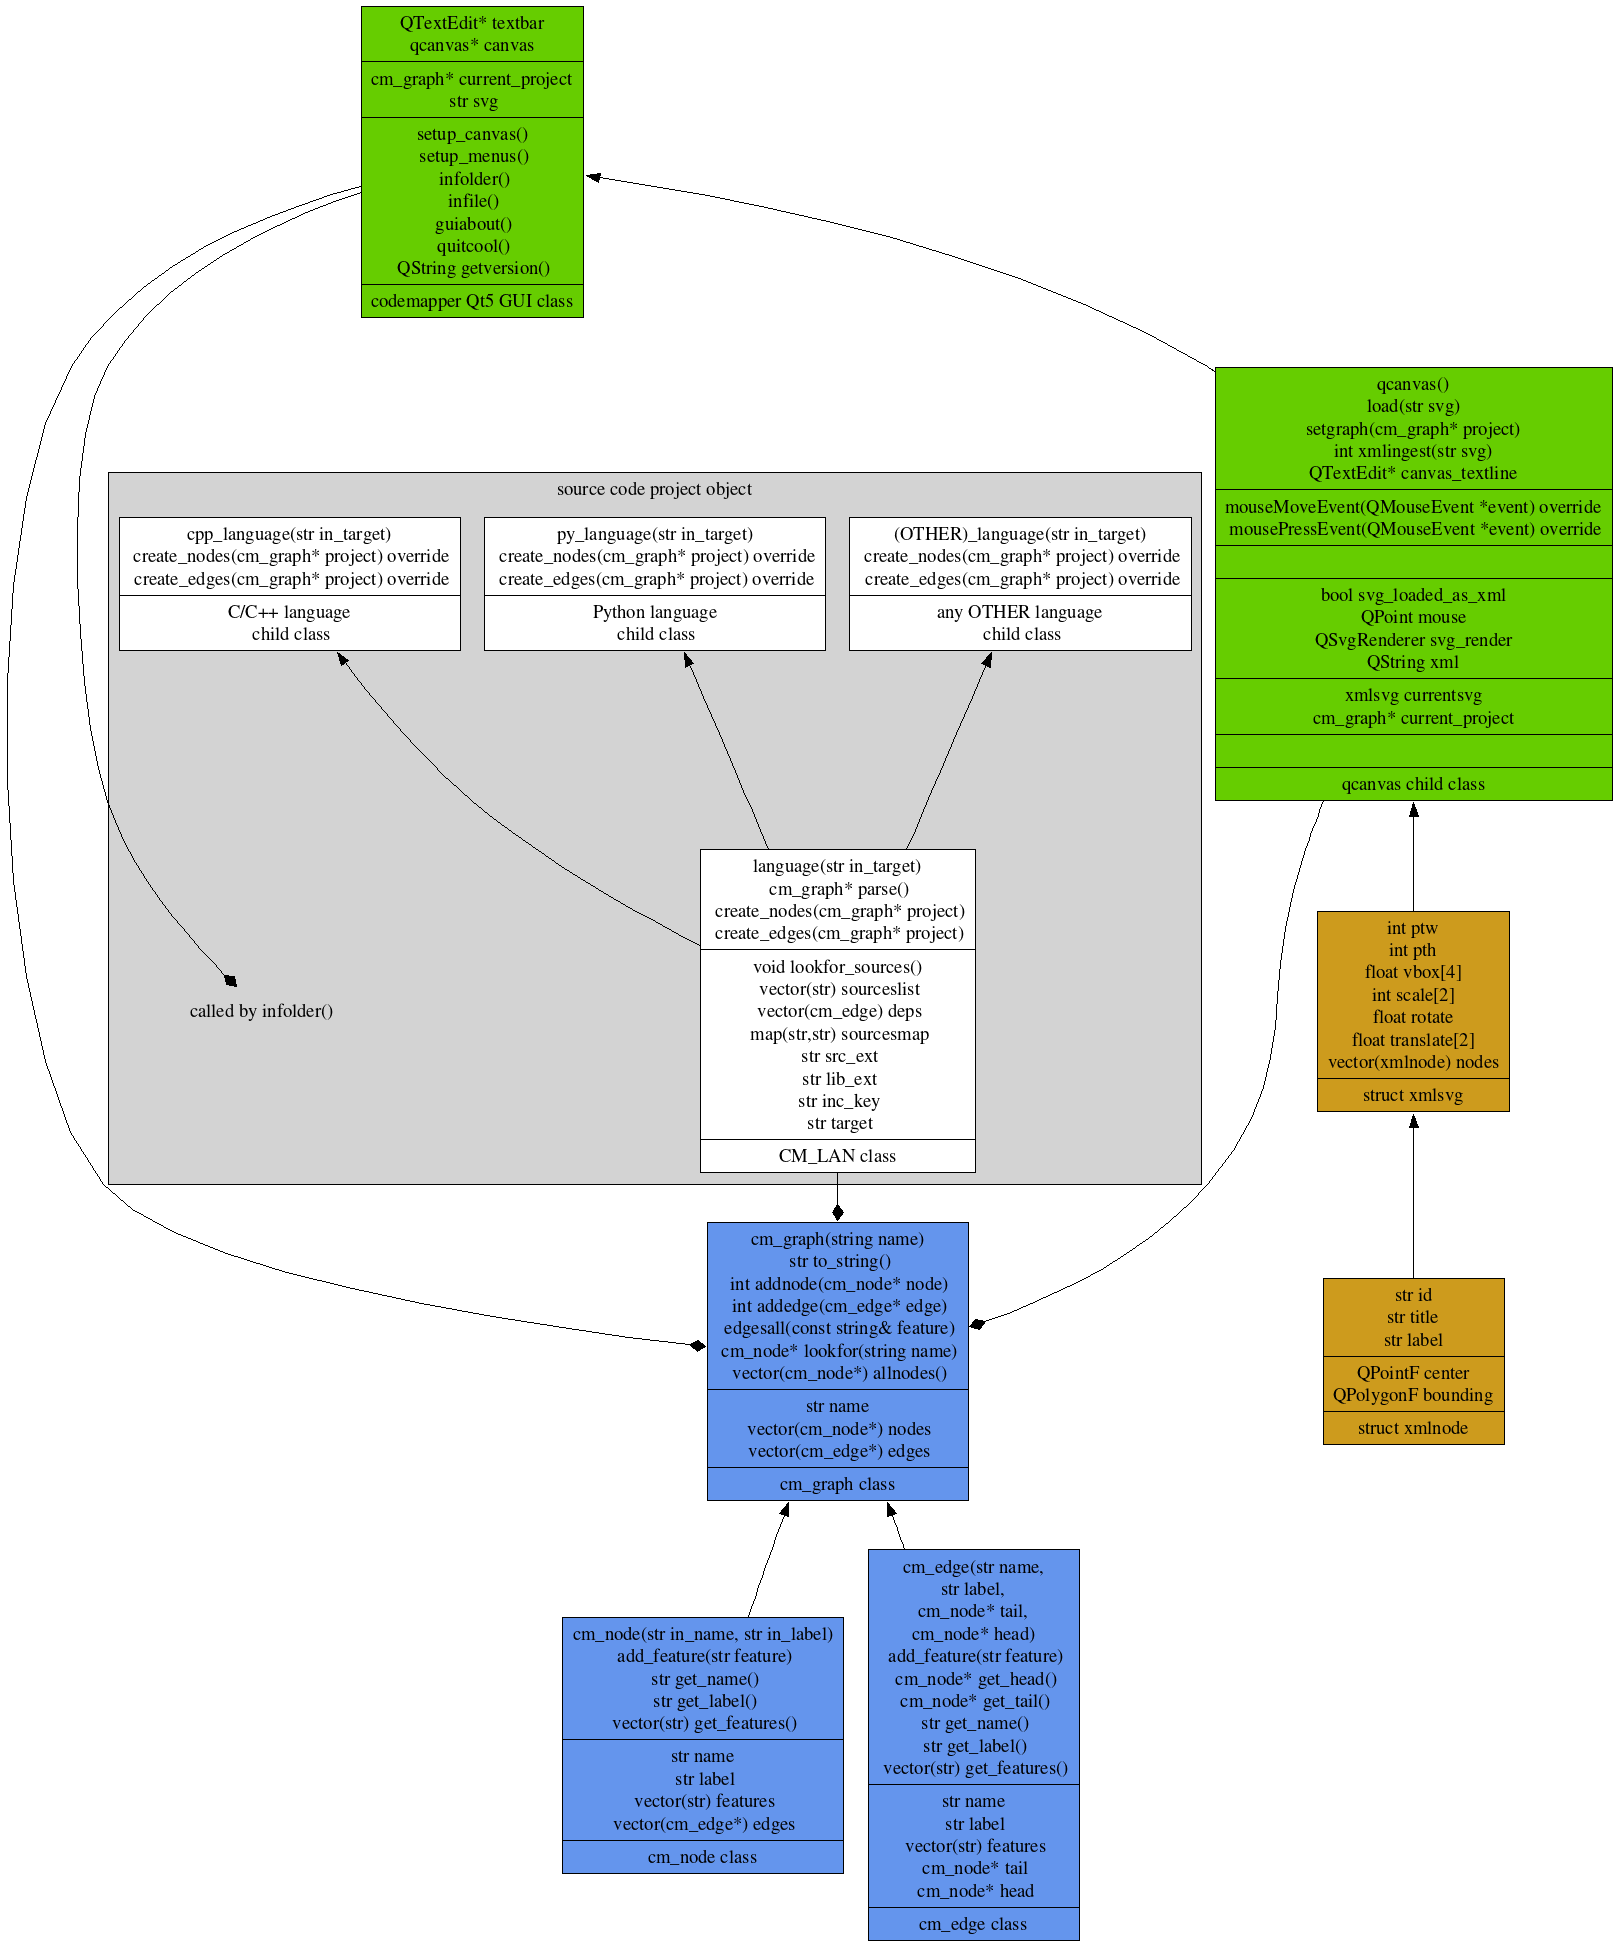 QTextEdit* textbar
qcanvas* canvas
cm_graph* current_project
str svg
setup_canvas()
setup_menus()
infolder()
infile()
guiabout()
quitcool()
QString getversion()
codemapper Qt5 GUI class
qcanvas()
load(str svg)
setgraph(cm_graph* project)
int xmlingest(str svg)
QTextEdit* canvas_textline
mouseMoveEvent(QMouseEvent *event) override
mousePressEvent(QMouseEvent *event) override
bool svg_loaded_as_xml
QPoint mouse
QSvgRenderer svg_render
QString xml
xmlsvg currentsvg
cm_graph* current_project
qcanvas child class
source code project object
cpp_language(str in_target)
create_nodes(cm_graph* project) override
create_edges(cm_graph* project) override
C/C++ language
child class
py_language(str in_target)
create_nodes(cm_graph* project) override
create_edges(cm_graph* project) override
Python language
child class
(OTHER)_language(str in_target)
create_nodes(cm_graph* project) override
create_edges(cm_graph* project) override
any OTHER language
child class
language(str in_target)
cm_graph* parse()
create_nodes(cm_graph* project)
create_edges(cm_graph* project)
void lookfor_sources()
vector(str) sourceslist
vector(cm_edge) deps
map(str,str) sourcesmap
str src_ext
str lib_ext
str inc_key
str target
CM_LAN class
called by infolder()
int ptw
int pth
float vbox[4]
int scale[2]
float rotate
float translate[2]
vector(xmlnode) nodes
struct xmlsvg
cm_graph(string name)
str to_string()
int addnode(cm_node* node)
int addedge(cm_edge* edge)
edgesall(const string& feature)
cm_node* lookfor(string name)
vector(cm_node*) allnodes()
str name
vector(cm_node*) nodes
vector(cm_edge*) edges
cm_graph class
str id
str title
str label
QPointF center
QPolygonF bounding
struct xmlnode
cm_node(str in_name, str in_label)
add_feature(str feature)
str get_name()
str get_label()
vector(str) get_features()
str name
str label
vector(str) features
vector(cm_edge*) edges
cm_node class
cm_edge(str name,
str label,
cm_node* tail,
cm_node* head)
add_feature(str feature)
cm_node* get_head()
cm_node* get_tail()
str get_name()
str get_label()
vector(str) get_features()
str name
str label
vector(str) features
cm_node* tail
cm_node* head
cm_edge class